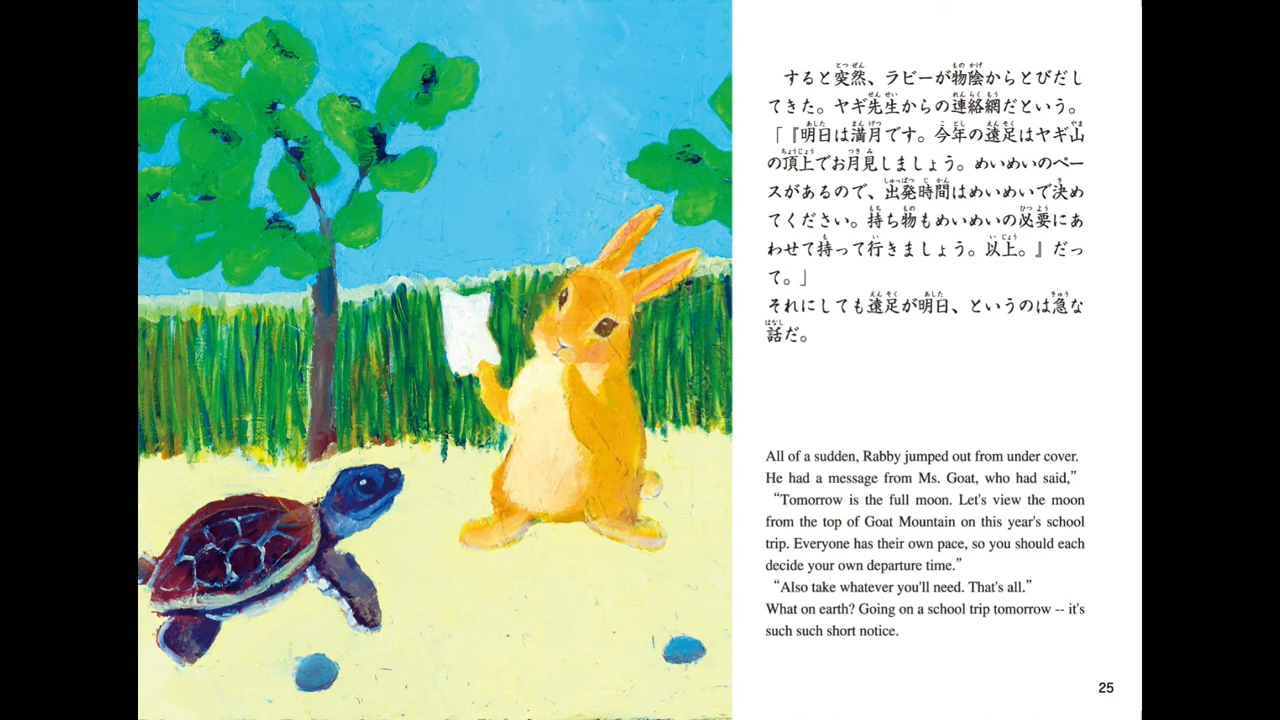 すると突然、ラビーが物陰からとびだし
てきた。ヤギ先生からの連絡網だという。
「『明日は満月です。今年の遠足はヤギ山
の頂上でお月見しましょう。めいめいのペー
スがあるので、出発時間はめいめいで決め
てください。持ち物もめいめいの必要にあ
わせて持って行きましょう。以上。』だっ
て。」
それにしても遠足が明日、というのは急な
話だ。
All of a sudden, Rabby jumped out from under cover.
He had a message from Ms. Goat, who had said,”
“Tomorrow is the full moon. Let's view the moon
from the top of Goat Mountain on this year's school
trip. Everyone has their own pace, so you should each
decide your own departure time.”
“Also take whatever you'll need. That's all.”
What on earth? Going on a school trip tomorrow -- it's
such such short notice.
25